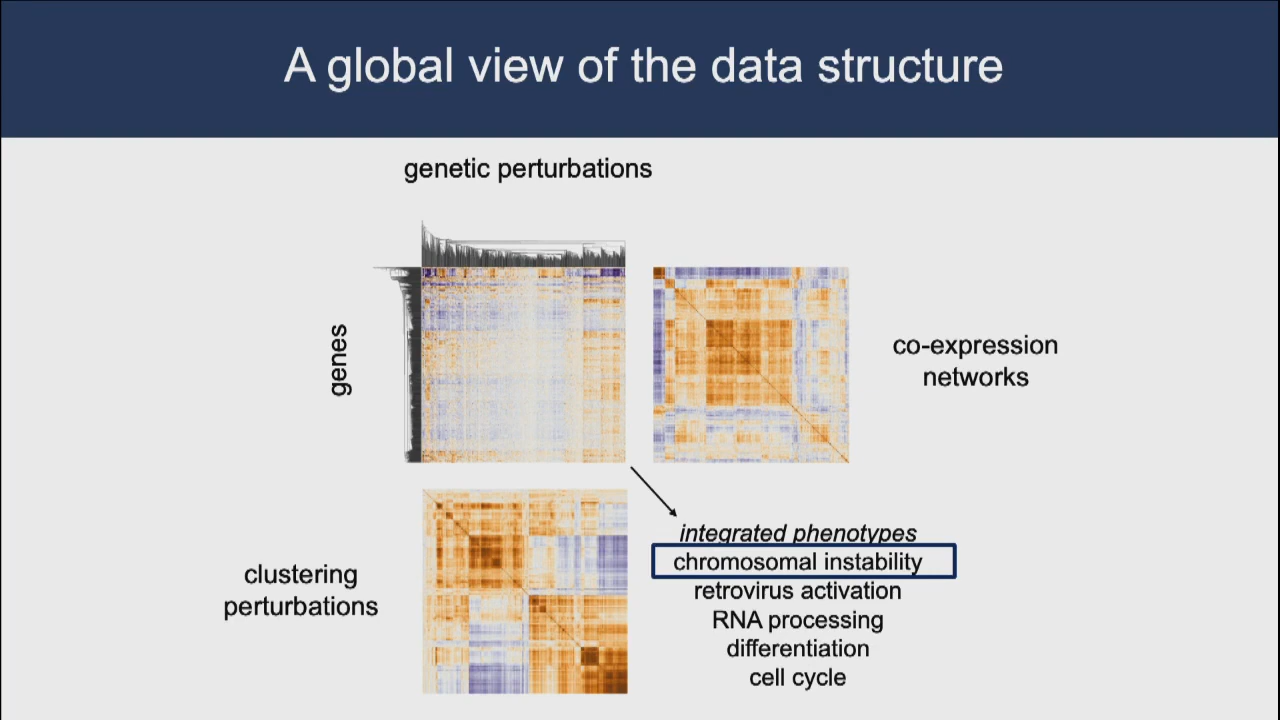 A global view of the data structure
genetic perturbations
genes
co-expression
networks
clustering
perturbations
integrated phenotypes
chromosomal instability
retrovirus activation
RNA processing
differentiation
cell cycle